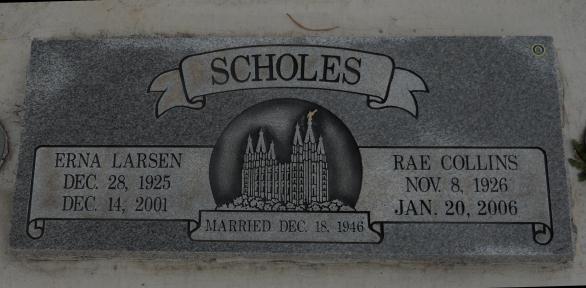 SCHOLES
ERNA LARSEN
DEC. 28, 1925
DEC. 14, 2001
RAE COLLINS
NOV. 8, 1926
JAN. 20, 2006
MARRIED DEC. 18, 1946